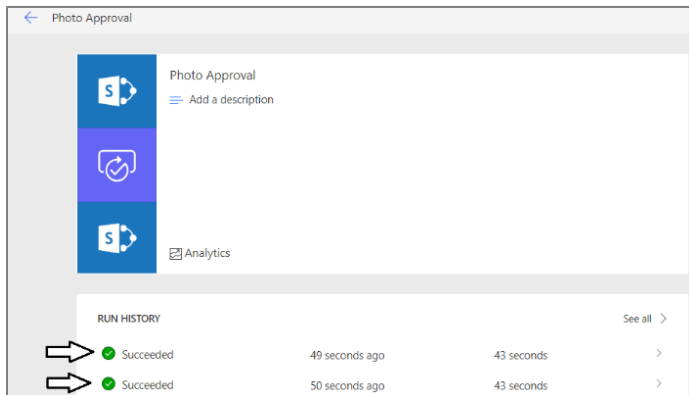 Photo Approval
Photo Approval
Add a description
Analytics
RUN HISTORY See all
Succeeded 49 seconds ago 43 seconds
Succeeded 50 seconds ago 43 seconds